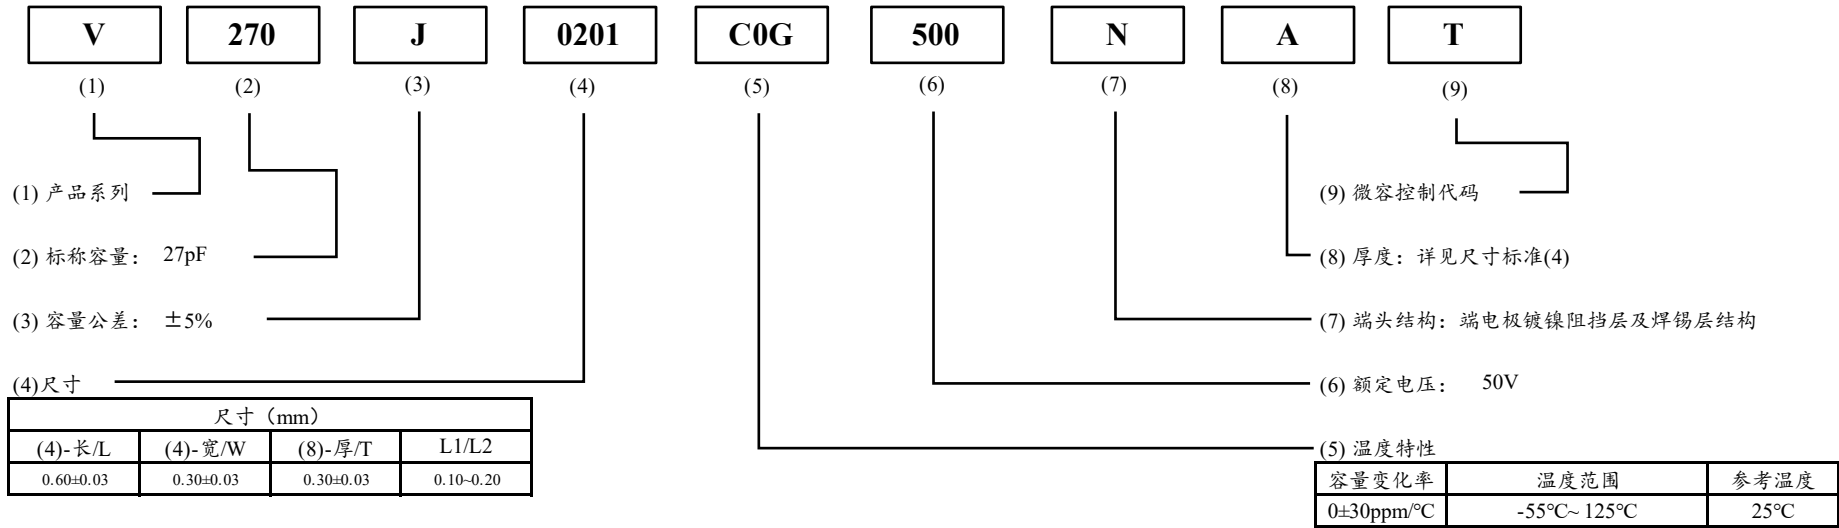 V 270 J 0201 C0G 500 N A T
(1) (2) (3) (4) (5) (6) (7) (8) (9)
(1) 产品系列
(9) 微容控制代码
(2) 标称容量： 27pF
(8) 厚度：详见尺寸标准(4)
(3) 容量公差： ±5%
(7) 端头结构：端电极镀镍阻挡层及焊锡层结构
(4)尺寸
(6) 额定电压： 50V
尺寸（mm）
(4)-长/L (4)-宽/W (8)-厚/T L1/L2
0.60±0.03 0.30±0.03 0.30±0.03 0.10~0.20
(5) 温度特性
容量变化率 温度范围 参考温度
0±30ppm/℃ -55℃~ 125℃ 25℃